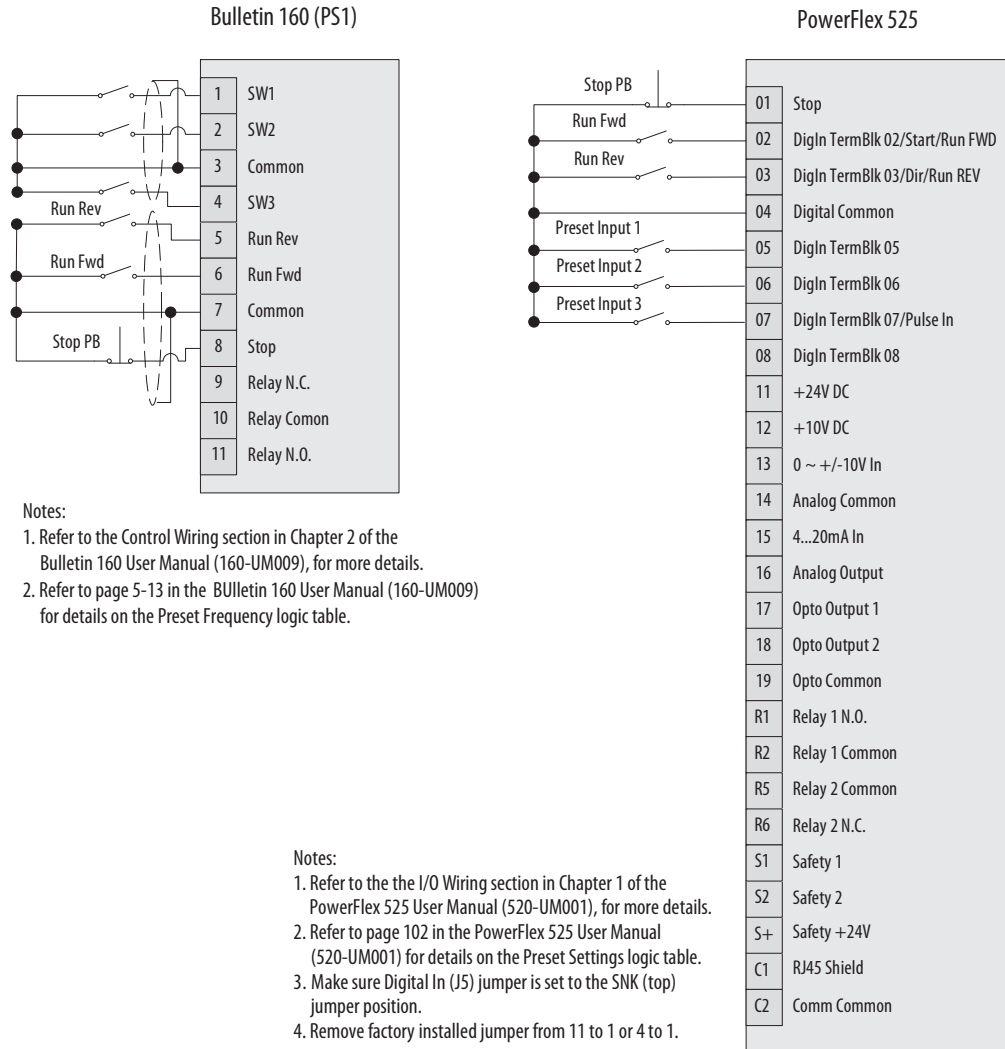 Bulletin 160 (PS1)
1 SW1
2 SW2
3 Common
4 SW3
Run Rev
5 Run Rev
Run Fwd
6 Run Fwd
7 Common
Stop PB
8 Stop
9 Relay N.C.
10 Relay Comon
11 Relay N.O.
Notes:
1. Refer to the Control Wiring section in Chapter 2 of the
Bulletin 160 User Manual (160-UM009), for more details.
2. Refer to page 5-13 in the BUlletin 160 User Manual (160-UM009)
for details on the Preset Frequency logic table.
PowerFlex 525
Stop PB
01 Stop
Run Fwd
02 DigIn TermBlk 02/Start/Run FWD
Run Rev
03 DigIn TermBlk 03/Dir/Run REV
04 Digital Common
Preset Input 1
05 DigIn TermBlk 05
Preset Input 2
06 DigIn TermBlk 06
Preset Input 3
07 DigIn TermBlk 07/Pulse In
08 DigIn TermBlk 08
11 +24V DC
12 +10V DC
13 0 ~ +/-10V In
14 Analog Common
15 4...20mA In
16 Analog Output
17 Opto Output 1
18 Opto Output 2
19 Opto Common
R1 Relay 1 N.O.
R2 Relay 1 Common
R5 Relay 2 Common
R6 Relay 2 N.C.
S1 Safety 1
S2 Safety 2
S+ Safety +24V
C1 RJ45 Shield
C2 Comm Common
Notes:
1. Refer to the the I/O Wiring section in Chapter 1 of the
PowerFlex 525 User Manual (520-UM001), for more details.
2. Refer to page 102 in the PowerFlex 525 User Manual
(520-UM001) for details on the Preset Settings logic table.
3. Make sure Digital In (J5) jumper is set to the SNK (top)
jumper position.
4. Remove factory installed jumper from 11 to 1 or 4 to 1.